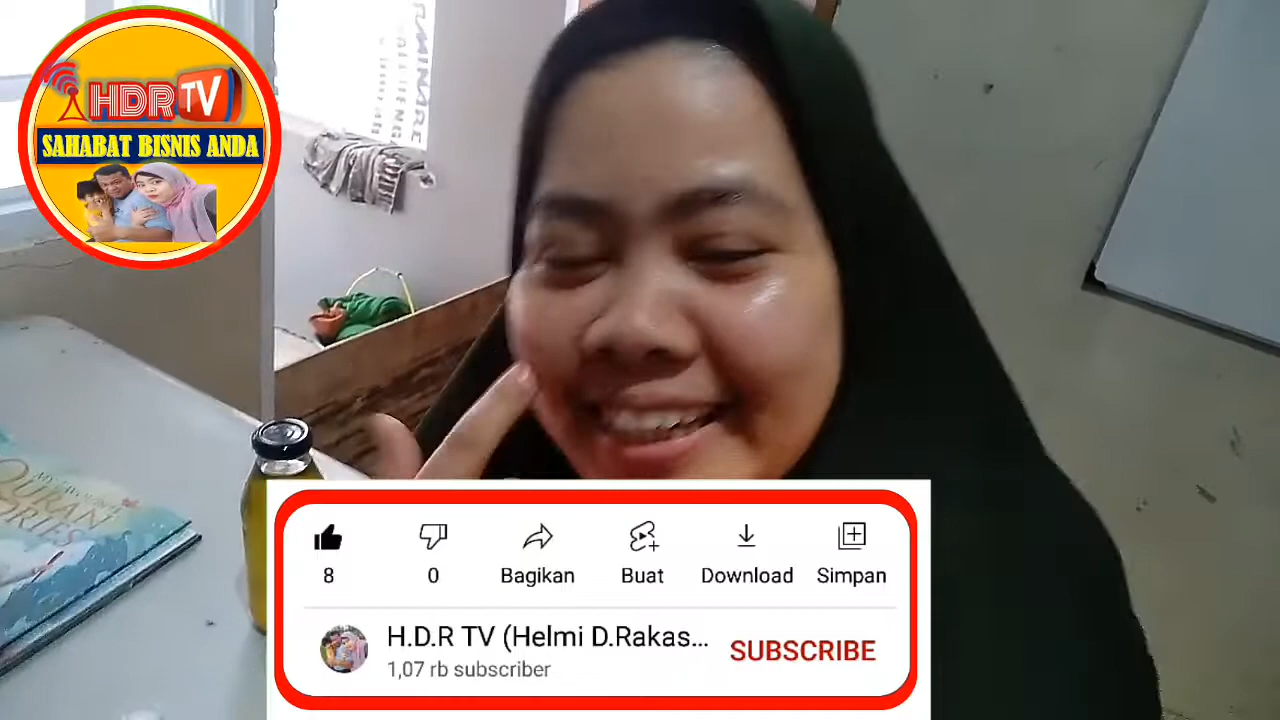 HDR TV
SAHABAT BISNIS ANDA
QURAN
8
0
Bagikan
Buat
Download
Simpan
H.D.R TV (Helmi D.Rakas...
1,07 rb subscriber
SUBSCRIBE